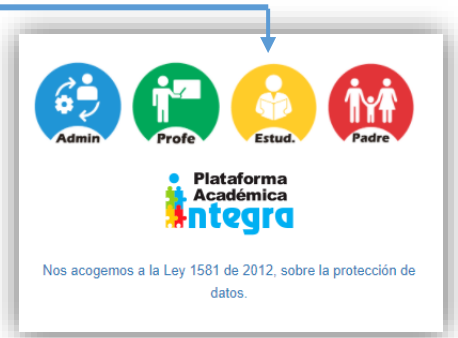 Admin
Profe
Estud.
Padre
Plataforma
Académica
integra
Nos acogemos a la Ley 1581 de 2012, sobre la protección de
datos.